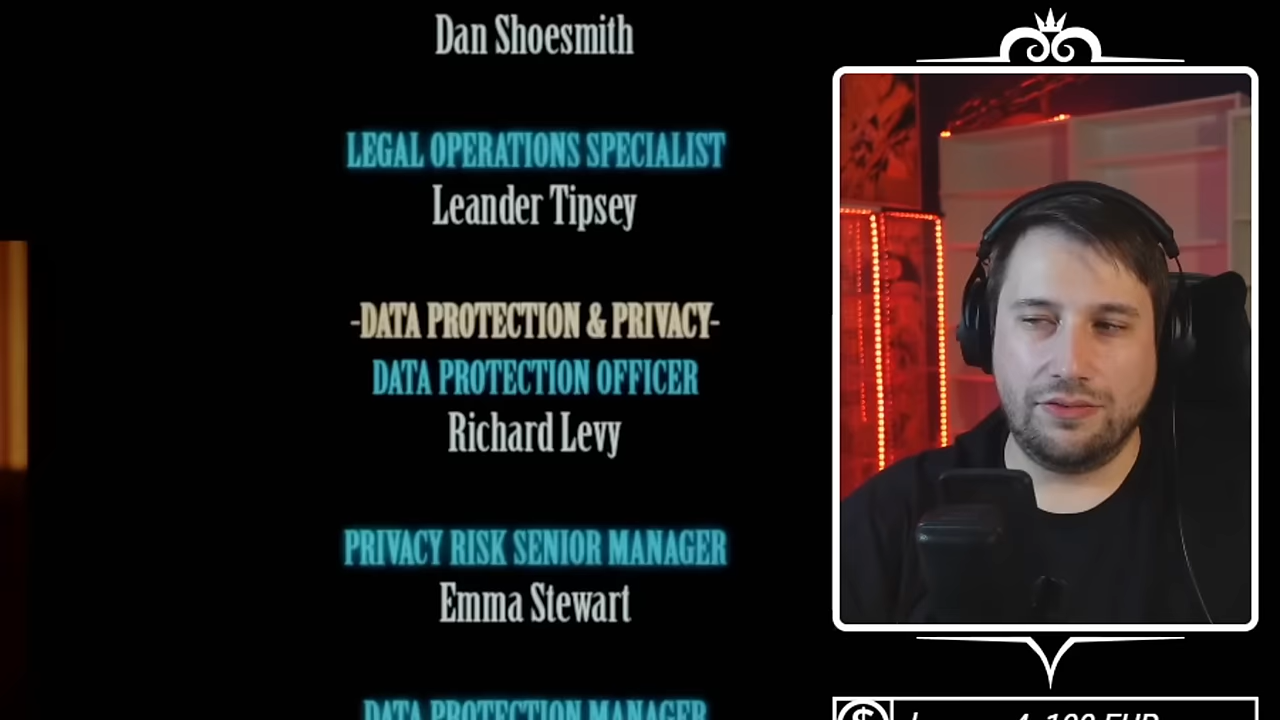 Dan Shoesmith
LEGAL OPERATIONS SPECIALIST
Leander Tipsey
-DATA PROTECTION & PRIVACY-
DATA PROTECTION OFFICER
Richard Levy
PRIVACY RISK SENIOR MANAGER
Emma Stewart
DATA PROTECTION MANAGER